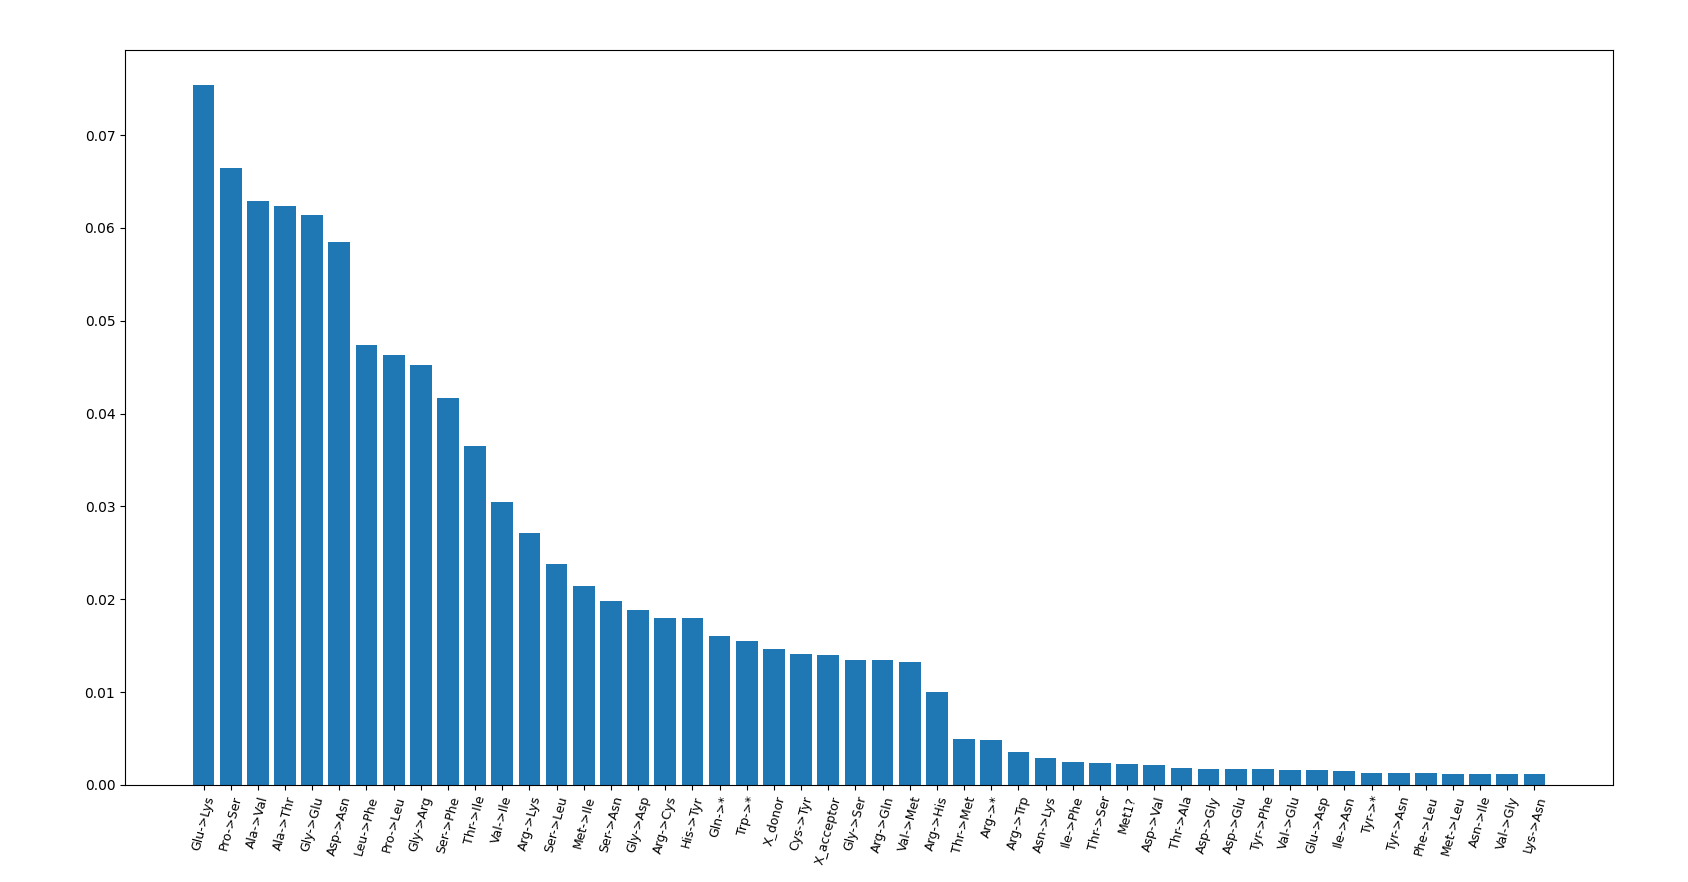 0.07
0.06
0.05
0.04
0.03
0.02
0.01
0.00
Glu->Lys
Pro->Ser
Ala->Val
Ala->Thr
Gly->Glu
Asp->Asn
Leu->Phe
Pro->Leu
Gly->Arg
Ser->Phe
Thr->Ile
Val->Ile
Arg->Lys
Ser->Leu
Met->Ile
Ser->Asn
Gly->Asp
Arg->Cys
His->Tyr
Gln->*
Trp->*
X_donor
Cys->Tyr
X_acceptor
Gly->Ser
Arg->Gln
Val->Met
Arg->His
Thr->Met
Arg->*
Arg->Trp
Asn->Lys
Ile->Phe
Thr->Ser
Met1?
Asp->Val
Thr->Ala
Asp->Gly
Asp->Glu
Tyr->Phe
Val->Glu
Glu->Asp
Ile->Asn
Tyr->*
Tyr->Asn
Phe->Leu
Met->Leu
Asn->Ile
Val->Gly
Lys->Asn